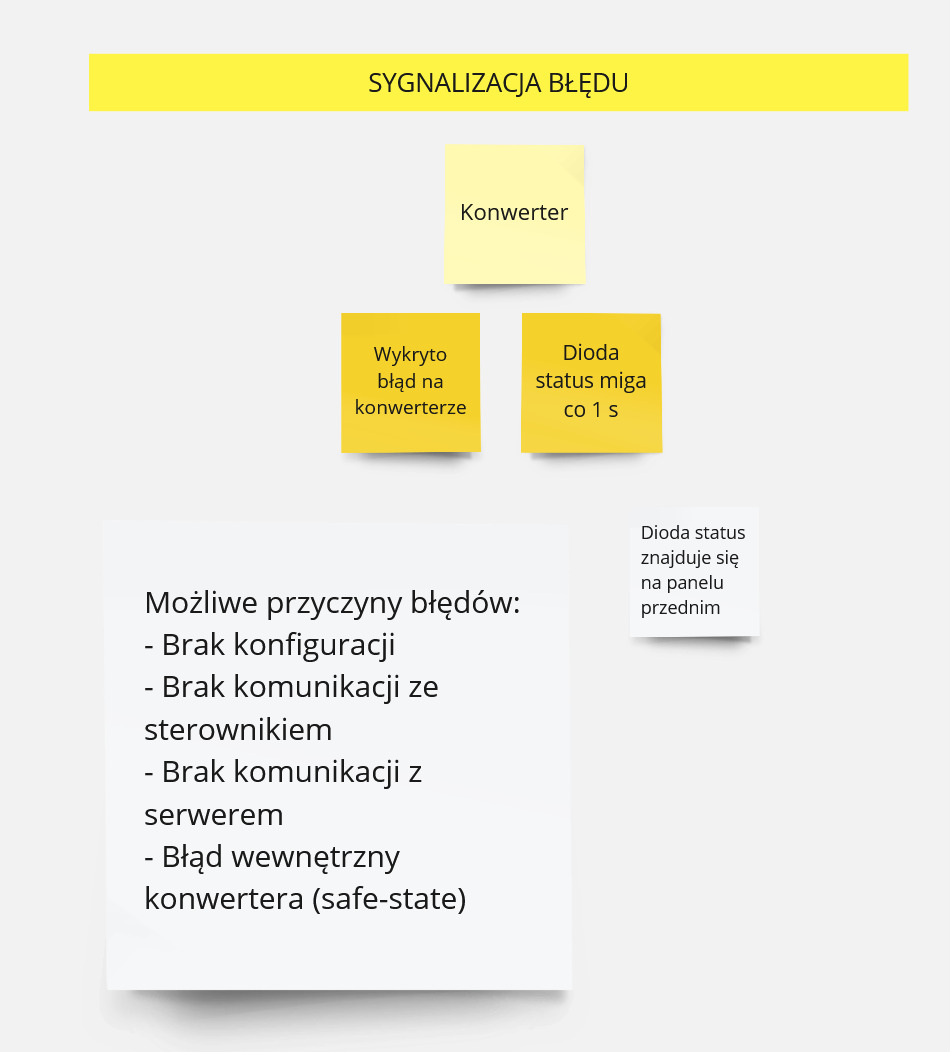 SYGNALIZACJA BŁĘDU
Konwerter
Wykryto
błąd na
konwerterze
Dioda
status miga
co 1 s
Możliwe przyczyny błędów:
- Brak konfiguracji
- Brak komunikacji ze
sterownikiem
- Brak komunikacji z
serwerem
- Błąd wewnętrzny
konwertera (safe-state)
Dioda status
znajduje się
na panelu
przednim